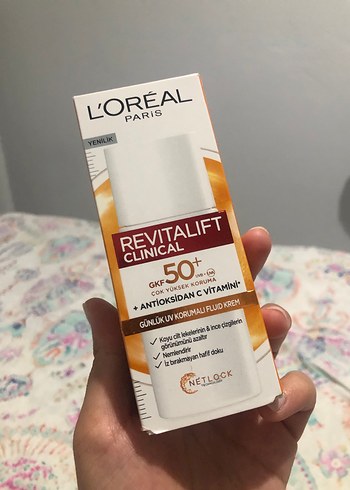 L'ORÉAL
PARIS
YENİLİK
REVITALIFT
CLINICAL
GKF 50+
ÇOK YÜKSEK KORUMA
+ ANTİOKSİDAN C VİTAMİNİ*
GÜNLÜK UV KORUMALI FLUID KREM
✓ Koyu cilt lekelerinin & ince çizgilerin
görünümünü azaltır
✓ Nemlendirir
✓ İz bırakmayan hafif doku
NETLOCK